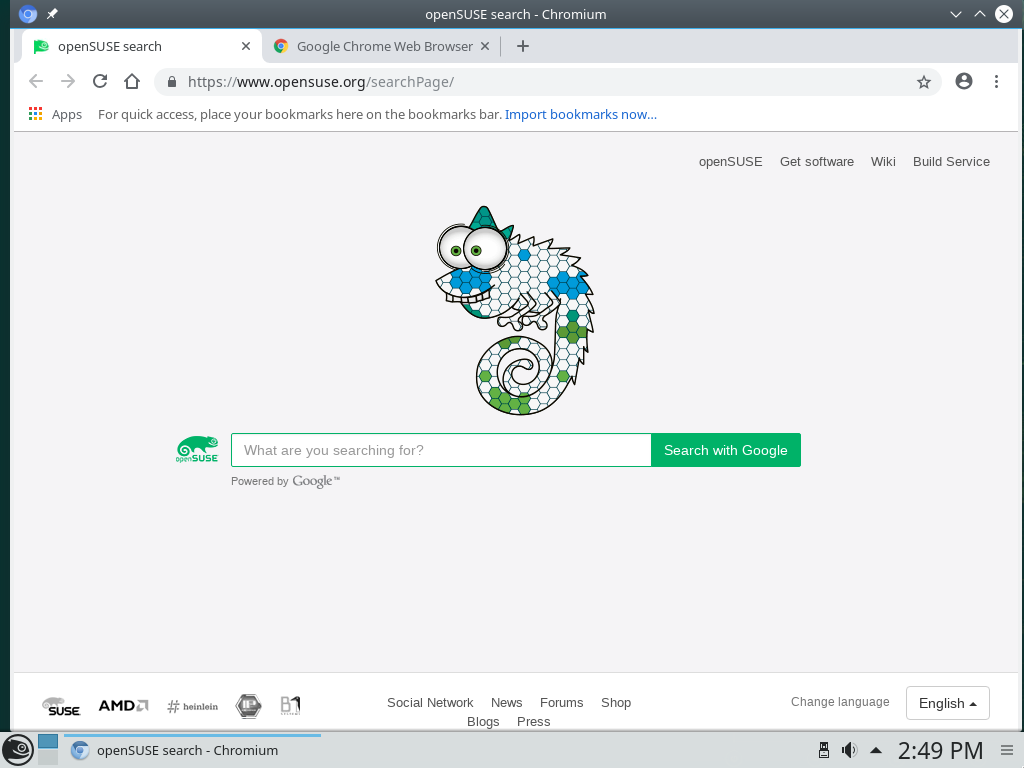 openSUSE search - Chromium
openSUSE search
Google Chrome Web Browser
https://www.opensuse.org/searchPage/
Apps
For quick access, place your bookmarks here on the bookmarks bar. Import bookmarks now...
openSUSE Get software Wiki Build Service
openSUSE
What are you searching for?
Search with Google
Powered by Google™
SUSE AMD # heinlein IP B1
Social Network News Forums Shop
Blogs Press
Change language
English
openSUSE search - Chromium
2:49 PM